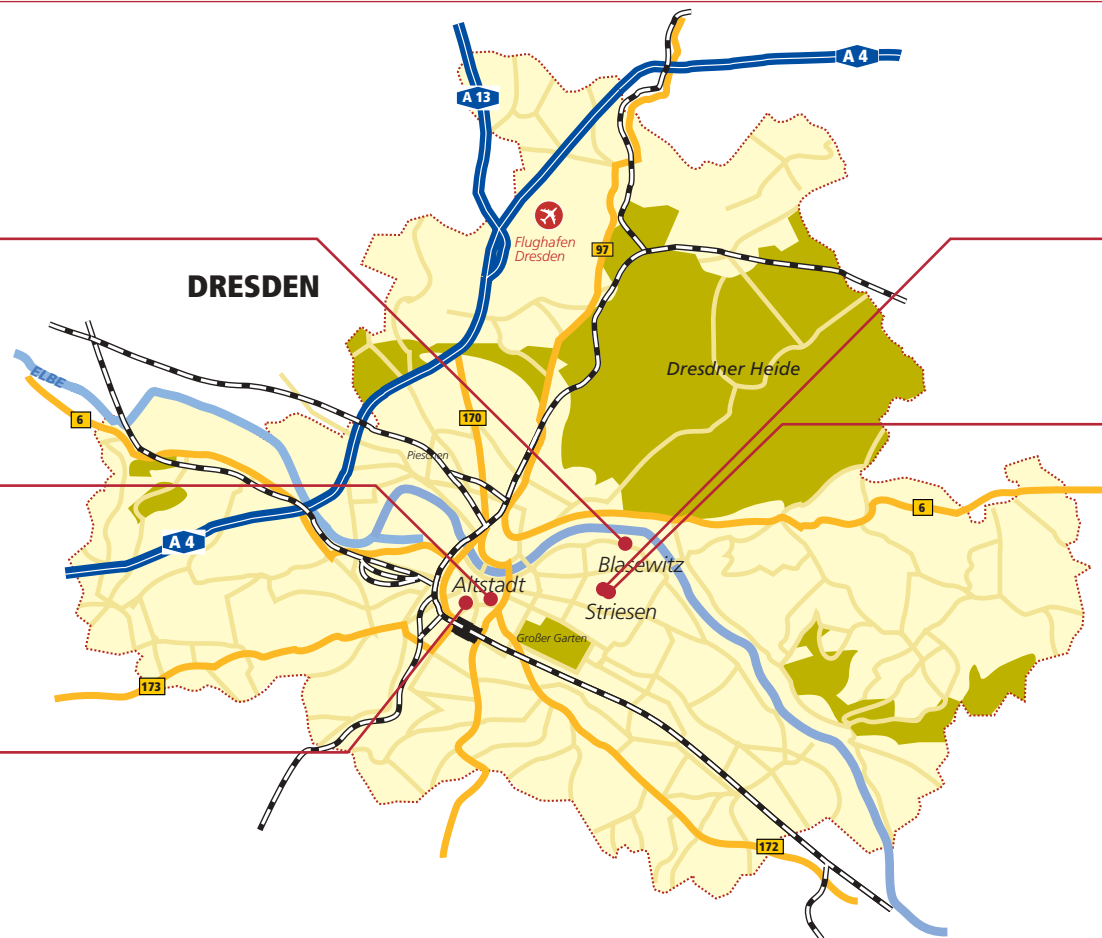 A 4
A 13
Flughafen
Dresden
97
DRESDEN
Dresdner Heide
ELBE
6
170
Pieschen
6
A 4
Blasewitz
Altstadt
Striesen
Großer Garten
173
172